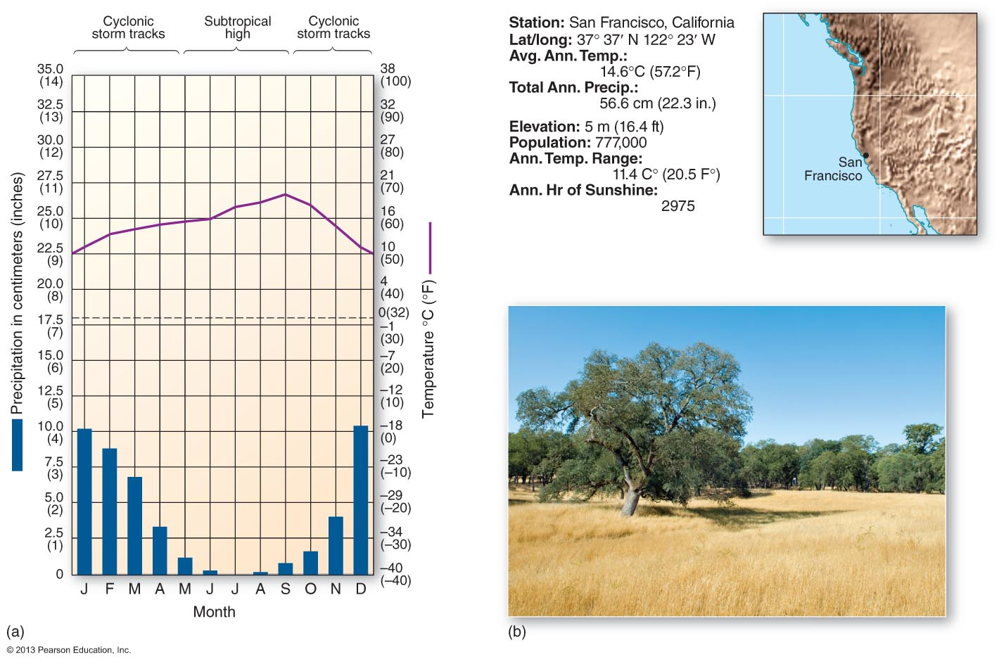 Cyclonic
storm tracks
Subtropical
high
Cyclonic
storm tracks
35.0
(14)
32.5
(13)
30.0
(12)
27.5
(11)
25.0
(10)
22.5
(9)
20.0
(8)
17.5
(7)
15.0
(6)
12.5
(5)
10.0
(4)
7.5
(3)
5.0
(2)
2.5
(1)
0
Precipitation in centimeters (inches)
38
(100)
32
(90)
27
(80)
21
(70)
16
(60)
10
(50)
4
(40)
0(32)
–1
(30)
–7
(20)
–12
(10)
–18
(0)
–23
(–10)
–29
(–20)
–34
(–30)
–40
(–40)
Temperature °C (°F)
J F M A M J J A S O N D
Month
(a)
© 2013 Pearson Education, Inc.
Station: San Francisco, California
Lat/long: 37° 37′ N 122° 23′ W
Avg. Ann. Temp.:
14.6°C (57.2°F)
Total Ann. Precip.:
56.6 cm (22.3 in.)
Elevation: 5 m (16.4 ft)
Population: 777,000
Ann. Temp. Range:
11.4 C° (20.5 F°)
Ann. Hr of Sunshine:
2975
San
Francisco
(b)